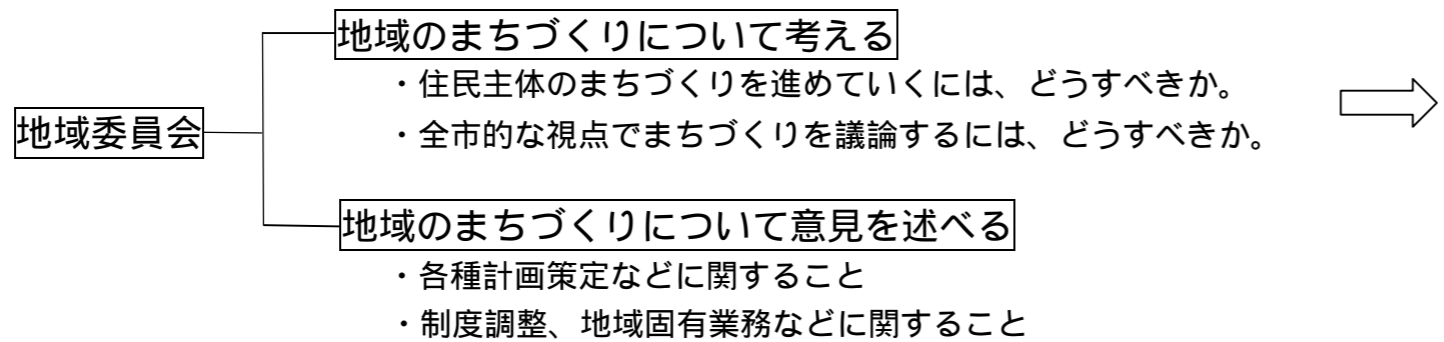 地域のまちづくりについて考える
・住民主体のまちづくりを進めていくには、どうすべきか。
・全市的な視点でまちづくりを議論するには、どうすべきか。
地域委員会
地域のまちづくりについて意見を述べる
・各種計画策定などに関すること
・制度調整、地域固有業務などに関すること